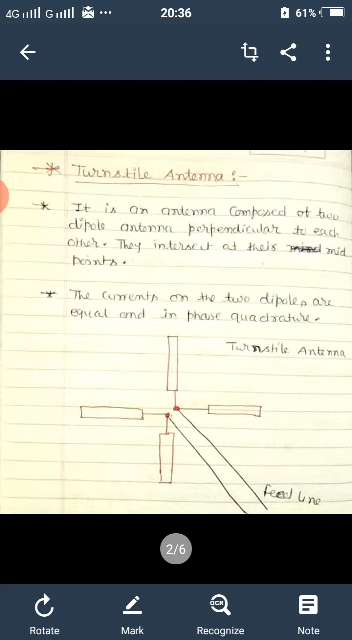 4G G 20:36 61%
Turnstile Antenna :-
It is an antenna composed of two
dipole antenna perpendicular to each
other. They intersect at their mid
points.
The currents on the two dipoles are
equal and in phase quadrature.
Turnstile Antenna
Feed line
2/6
Rotate Mark OCR Recognize Note